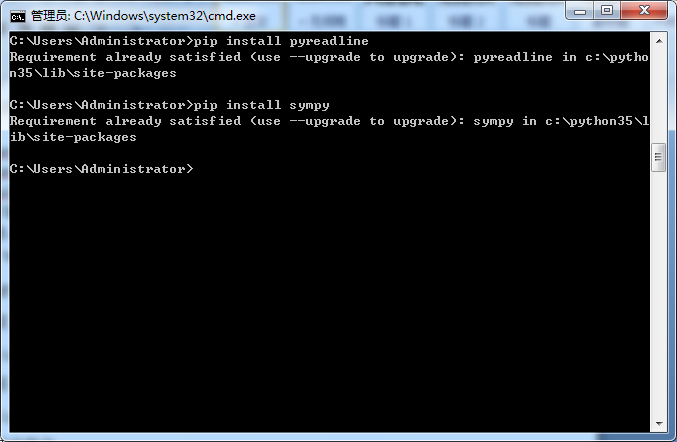 管理员: C:\Windows\system32\cmd.exe
C:\Users\Administrator>pip install pyreadline
Requirement already satisfied (use --upgrade to upgrade): pyreadline in c:\pytho
n35\lib\site-packages
C:\Users\Administrator>pip install sympy
Requirement already satisfied (use --upgrade to upgrade): sympy in c:\python35\l
ib\site-packages
C:\Users\Administrator>